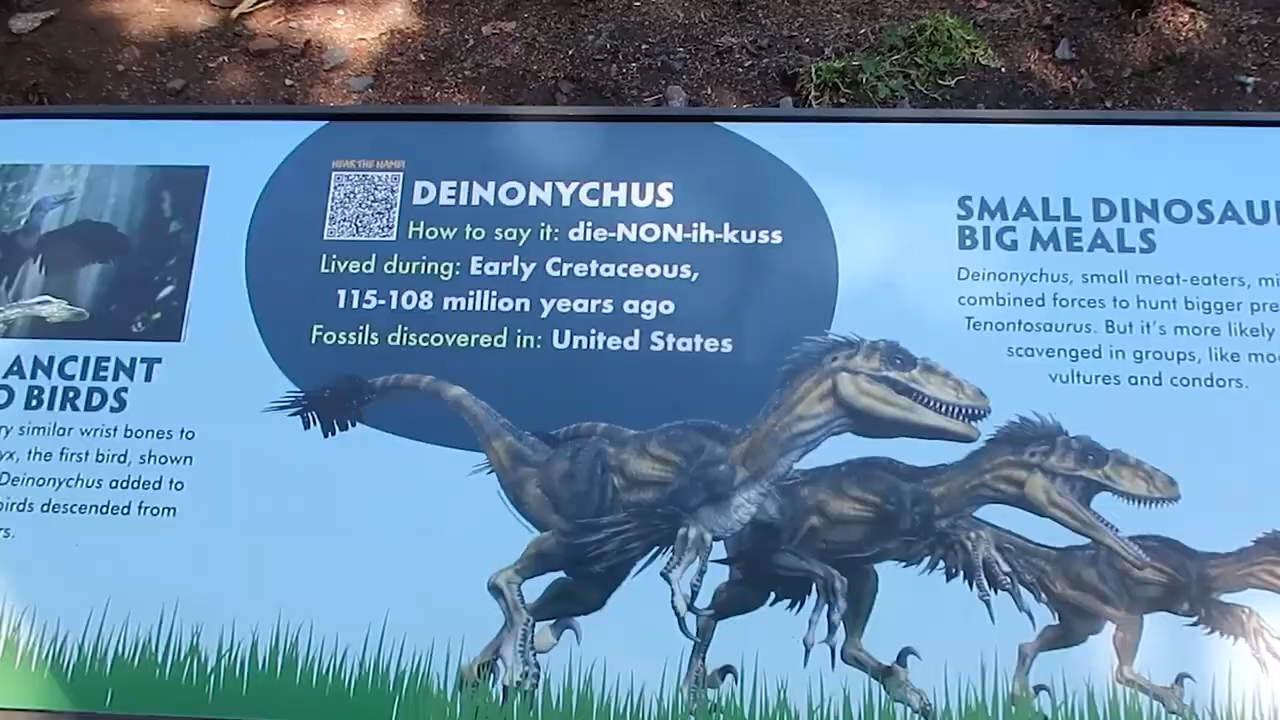 HEAR THE NAME!
DEINONYCHUS
How to say it: die-NON-ih-kuss
Lived during: Early Cretaceous,
115-108 million years ago
Fossils discovered in: United States
ANCIENT
BIRDS
similar wrist bones to
the first bird, shown
Deinonychus added to
birds descended from
SMALL
BIG MEALS
Deinonychus, small meat-eaters,
combined forces to hunt bigger
Tenontosaurus. But it's more likely
scavenged in groups, like
vultures and condors.